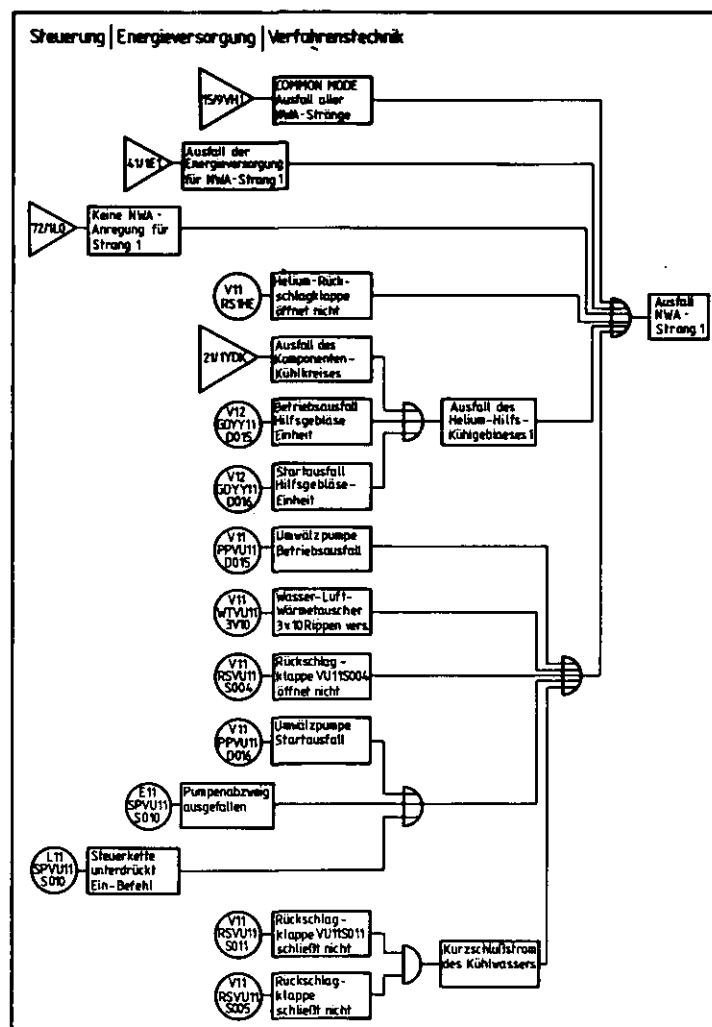 Steuerung | Energieversorgung | Verfahrenstechnik
15/9VH1
COMMON MODE
Ausfall aller
NWA-Stränge
41/1E1
Ausfall der
Energieversorgung
für NWA-Strang 1
72/1LQ
Keine NWA-
Anregung für
Strang 1
V11
RS1HE
Helium-Rück-
schlagklappe
öffnet nicht
Ausfall
NWA-
Strang 1
21/1YDK
Ausfall des
Komponenten-
Kühlkreises
V12
GDYY11
D015
Betriebsausfall
Hilfsgebläse
Einheit
Ausfall des
Helium-Hilfs-
Kühlgebläses 1
V12
GDYY11
D016
Startausfall
Hilfsgebläse-
Einheit
V11
PPVU11
D015
Umwälzpumpe
Betriebsausfall
V11
WTVU11
3V10
Wasser-Luft-
Wärmetauscher
3v10 Rippen vers.
V11
RSVU11
S004
Rückschlag-
klappe VU11S004
öffnet nicht
V11
PPVU11
D016
Umwälzpumpe
Startausfall
E11
SPVU11
S010
Pumpenabzweig
ausgefallen
L11
SPVU11
S010
Steuerkette
unterdrückt
Ein-Befehl
V11
RSVU11
S011
Rückschlag-
klappe VU11S011
schließt nicht
Kurzschlußstrom
des Kühlwassers
V11
RSVU11
S005
Rückschlag-
klappe
schließt nicht